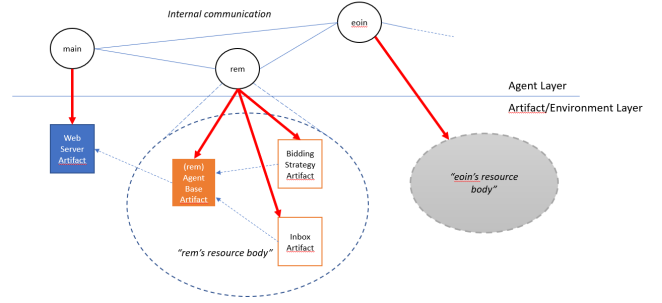 Internal communication
eoin
main
rem
Agent Layer
Artifact/Environment Layer
Web
Server
Artifact
(rem)
Agent
Base
Artifact
Bidding
Strategy
Artifact
“eoin’s resource
body”
Inbox
Artifact
“rem’s resource body”